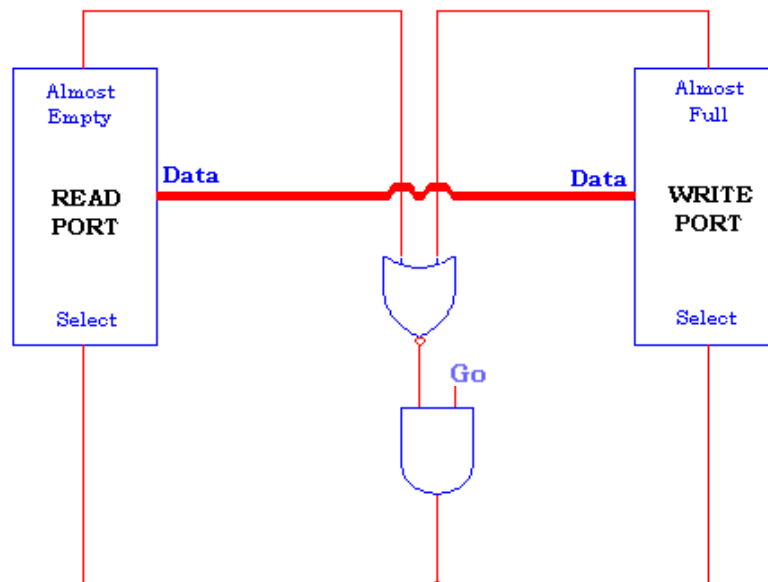 Almost
Empty
Data
READ
PORT
Select
Almost
Full
Data
WRITE
PORT
Select
Go